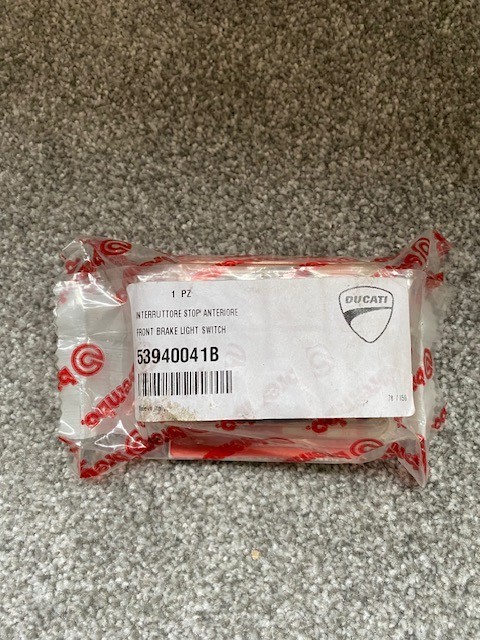 1 PZ
DUCATI
INTERRUTTORE STOP ANTERIORE
FRONT BRAKE LIGHT SWITCH
53940041B